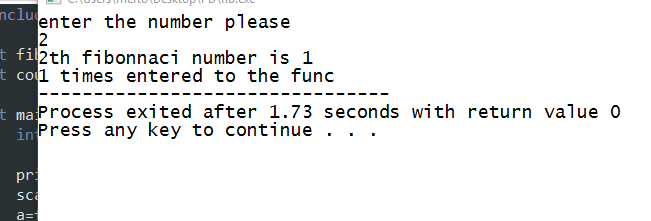 enter the number please
2
2th fibonnaci number is 1
1 times entered to the func
--------------------------------
Process exited after 1.73 seconds with return value 0
Press any key to continue . . .